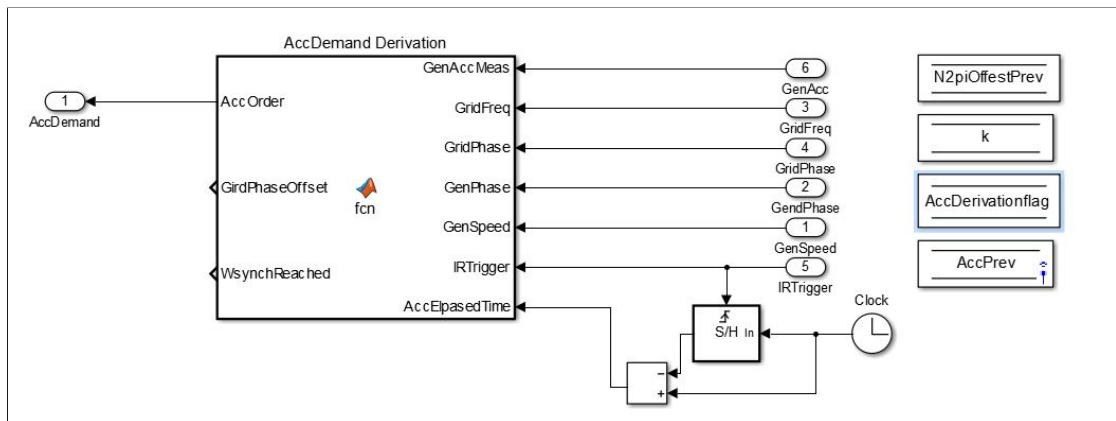 AccDemand Derivation
GenAccMeas
6
GenAcc
N2piOffestPrev
1
AccDemand
AccOrder
GridFreq
3
GridFreq
k
GridPhase
4
GridPhase
GirdPhaseOffset
fcn
GenPhase
2
GendPhase
AccDerivationflag
GenSpeed
1
GenSpeed
WsynchReached
IRTrigger
5
IRTrigger
AccPrev
AccElpasedTime
Clock
S/H
In
−
+